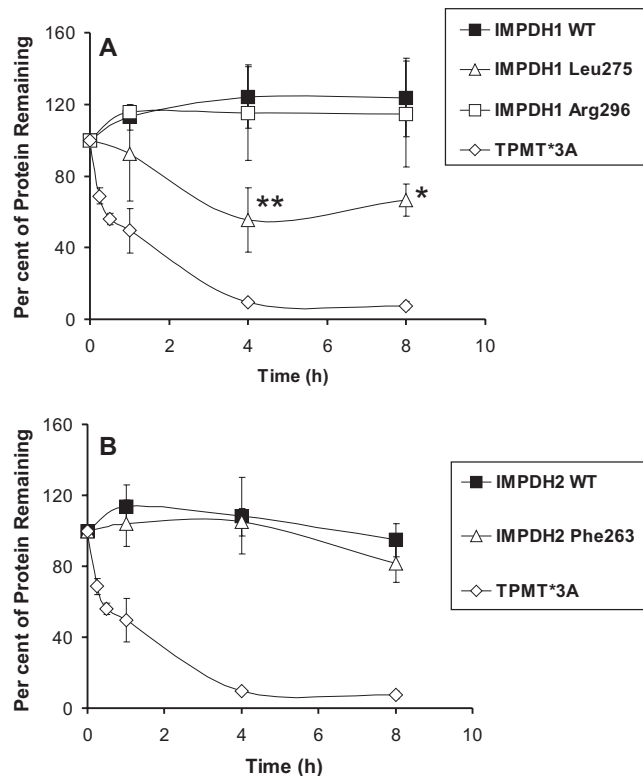 A
Per cent of Protein Remaining
160
120
80
40
0
0 2 4 6 8 10
Time (h)
**
*
IMPDH1 WT
IMPDH1 Leu275
IMPDH1 Arg296
TPMT*3A
B
Per cent of Protein Remaining
160
120
80
40
0
0 2 4 6 8 10
Time (h)
IMPDH2 WT
IMPDH2 Phe263
TPMT*3A